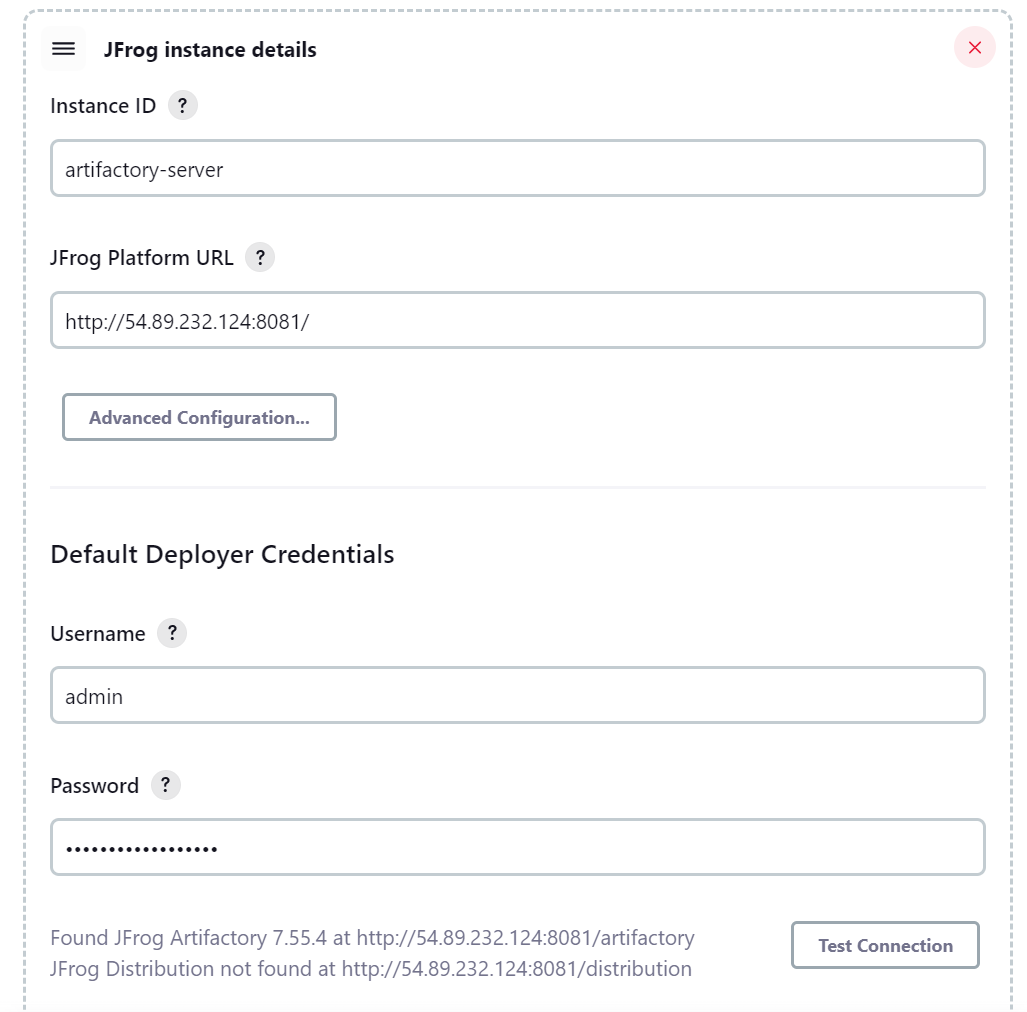 JFrog instance details
Instance ID ?
artifactory-server
JFrog Platform URL ?
http://54.89.232.124:8081/
Advanced Configuration...
Default Deployer Credentials
Username ?
admin
Password ?
••••••••••••••••••
Found JFrog Artifactory 7.55.4 at http://54.89.232.124:8081/artifactory
JFrog Distribution not found at http://54.89.232.124:8081/distribution
Test Connection